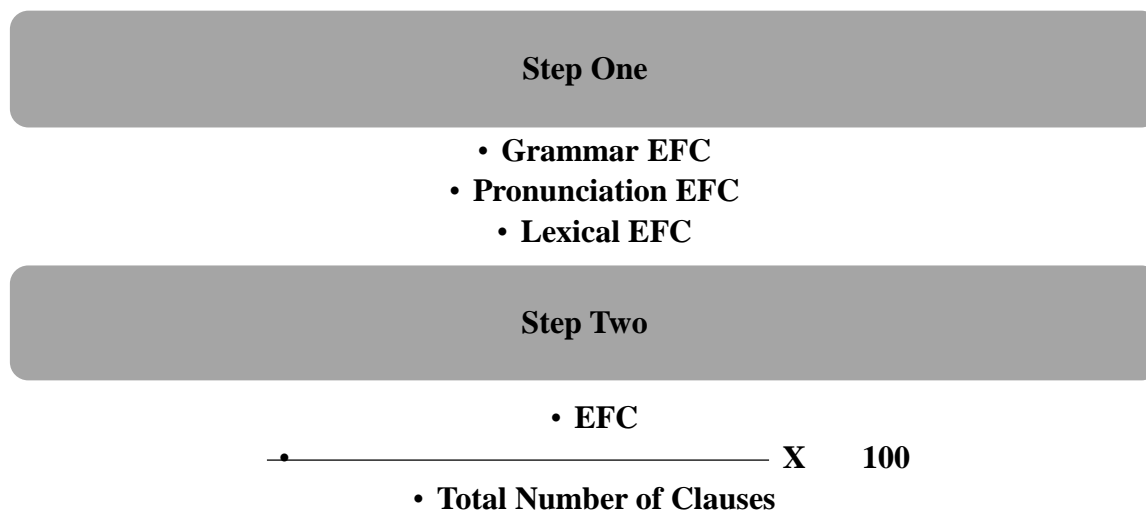 Step One
• Grammar EFC
• Pronunciation EFC
• Lexical EFC
Step Two
• EFC
• X 100
• Total Number of Clauses